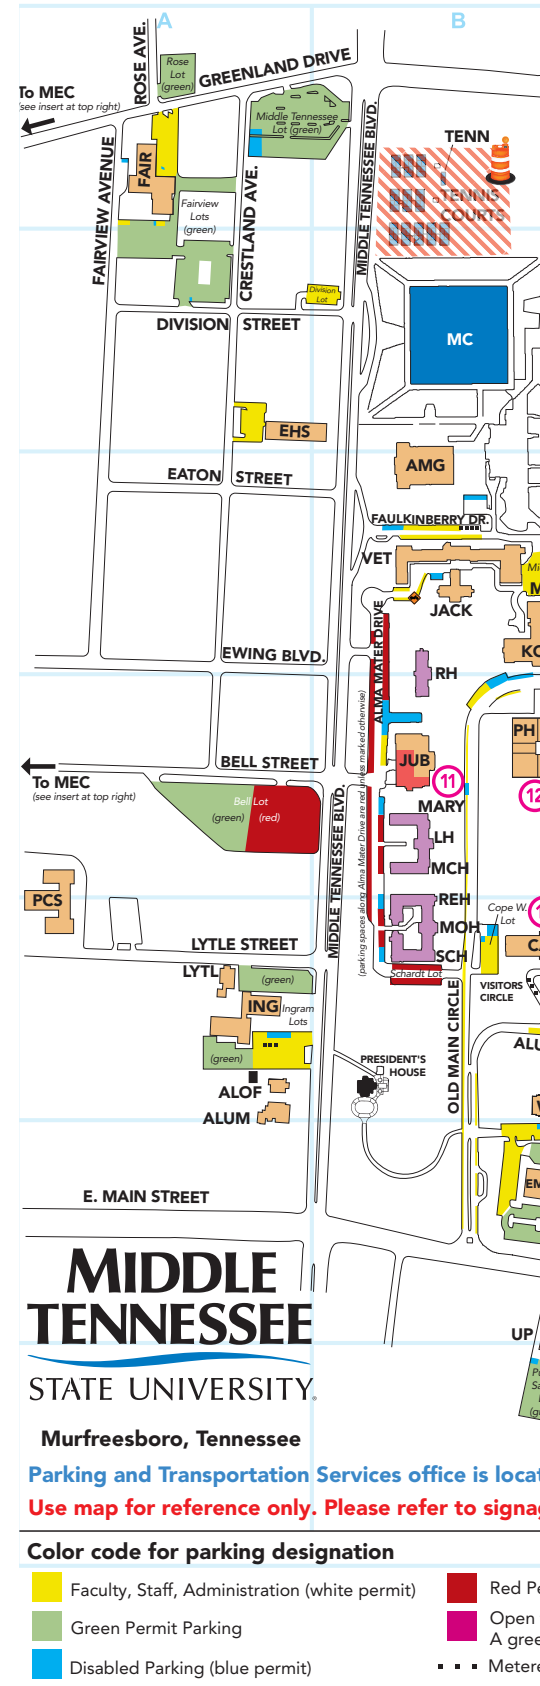 A
B
ROSE AVE.
Rose
Lot
(green)
GREENLAND DRIVE
To MEC
(see insert at top right)
FAIRVIEW AVENUE
FAIR
Middle Tennessee
Lot (green)
MIDDLE TENNESSEE BLVD.
TENN
TENNIS
COURTS
CRESTLAND AVE.
Fairview
Lots
(green)
Division
Lot
DIVISION STREET
MC
EHS
AMG
EATON STREET
FAULKINBERRY DR.
VET
Mi
M
JACK
ALMA MATER DRIVE
KO
EWING BLVD.
RH
(parking spaces along Alma Mater Drive are red unless marked otherwise)
PH
JUB
BELL STREET
To MEC
(see insert at top right)
11
12
MARY
Bell Lot
(green) (red)
MIDDLE TENNESSEE BLVD.
LH
MCH
PCS
REH
Cope W.
Lot
1
MOH
C
LYTLE STREET
SCH
LYTL
(green)
Schardt Lot
VISITORS
CIRCLE
OLD MAIN CIRCLE
ING
Ingram
Lots
ALU
(green)
PRESIDENT'S
HOUSE
ALOF
ALUM
EM
E. MAIN STREET
MIDDLE
TENNESSEE
STATE UNIVERSITY
UP
Murfreesboro, Tennessee
Parking and Transportation Services office is locat
Use map for reference only. Please refer to signa
Color code for parking designation
Faculty, Staff, Administration (white permit)
Red Pe
Green Permit Parking
Open
A gree
Disabled Parking (blue permit)
Metere